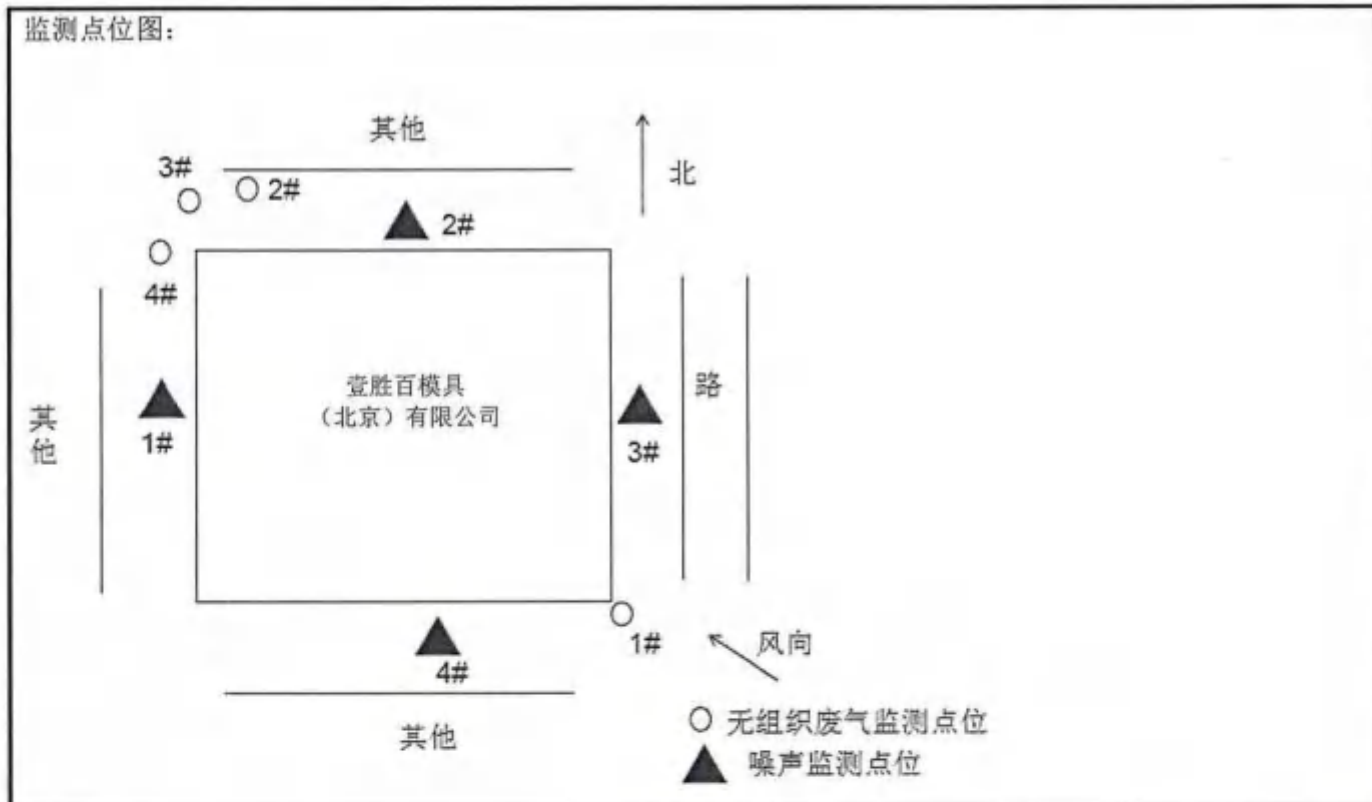 监测点位图：
其他
北
3#
2#
2#
4#
路
壹胜百模具
（北京）有限公司
其他
1#
3#
1#
风向
4#
其他
无组织废气监测点位
噪声监测点位